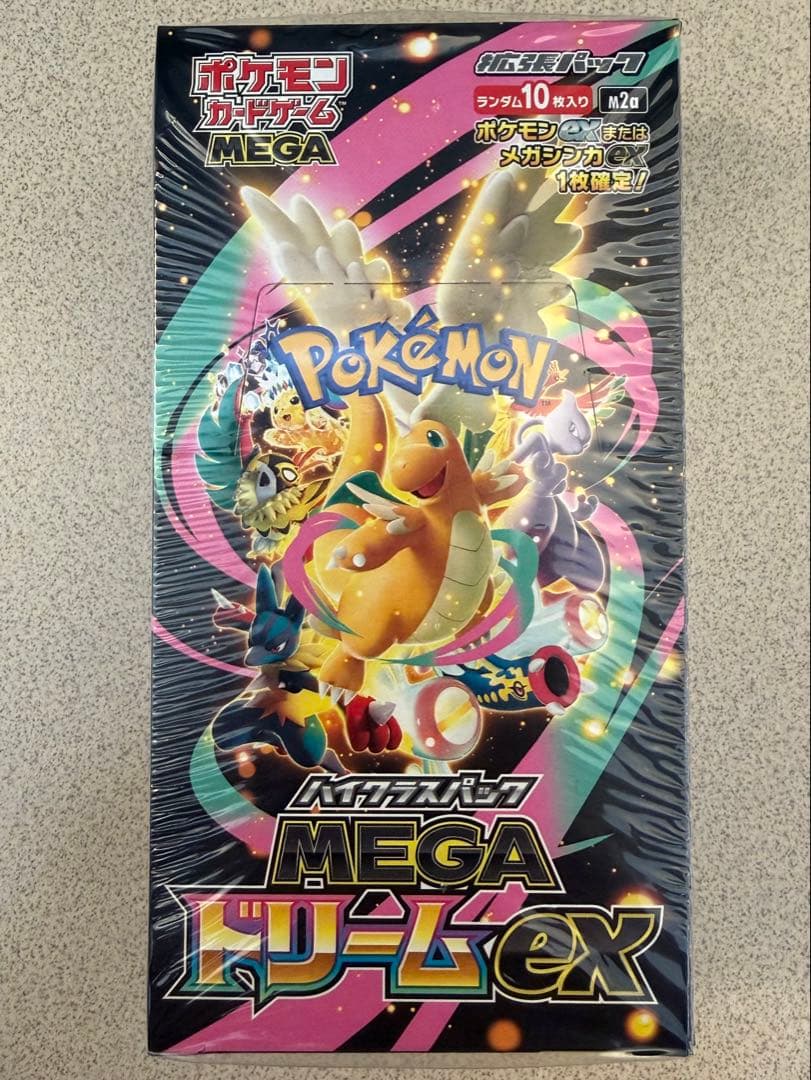 ポケモン
カードゲーム™
MEGA
拡張パック
ランダム10枚入り M2a
ポケモンexまたは
メガシンカex
1枚確定!
POKéMON
™
ハイクラスパック
MEGA
ドリームex